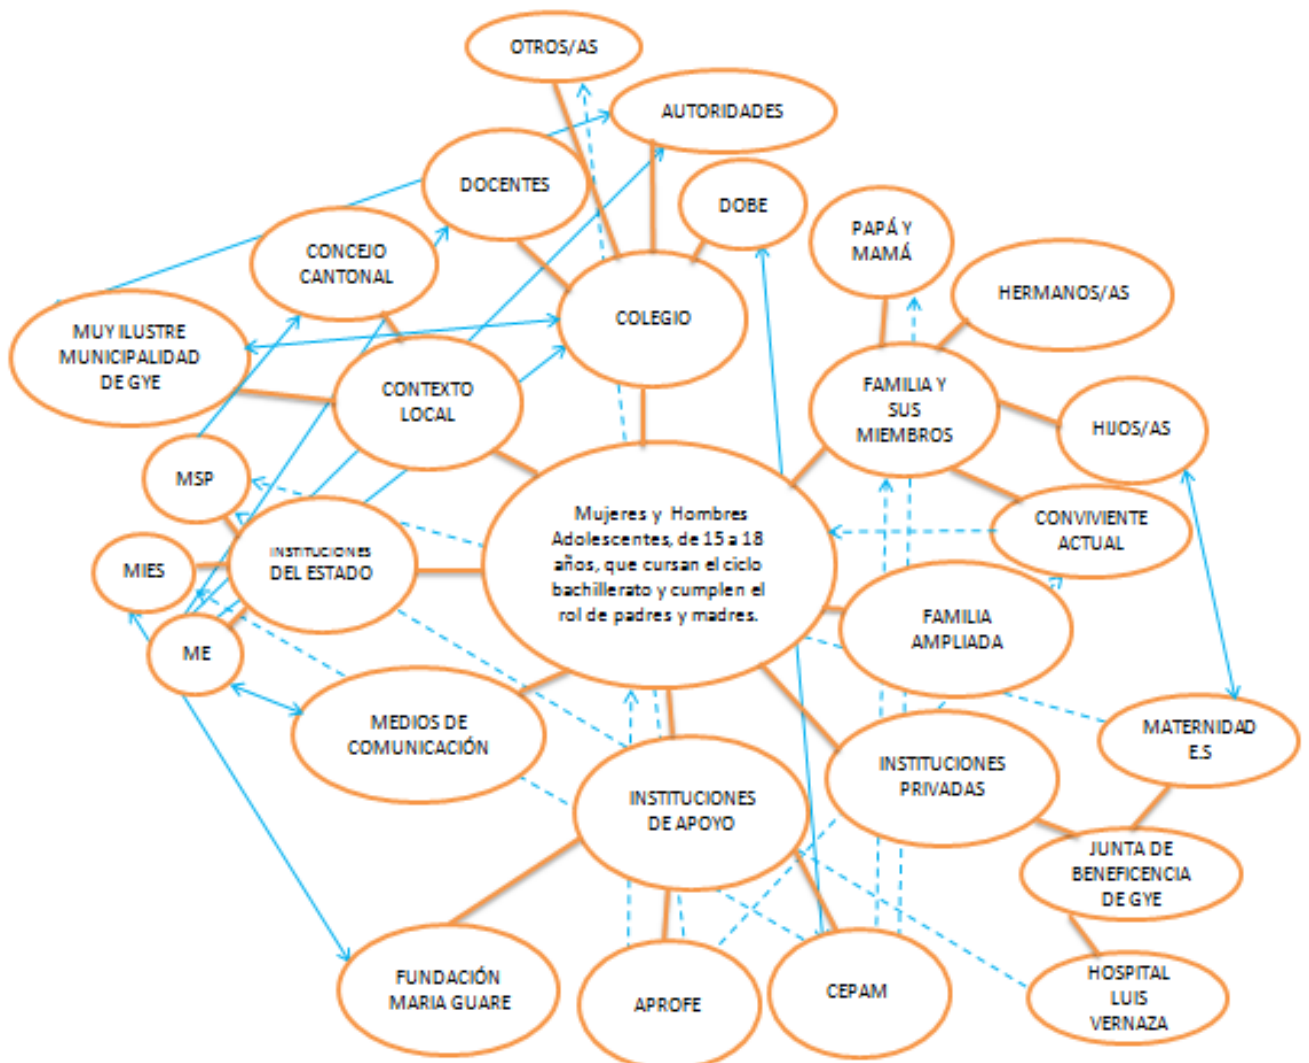 OTROS/AS
AUTORIDADES
DOCENTES
DOBE
PAPÁ Y
MAMÁ
CONCEJO
CANTONAL
HERMANOS/AS
COLEGIO
MUY ILUSTRE
MUNICIPALIDAD
DE GYE
CONTEXTO
LOCAL
FAMILIA Y
SUS
MIEMBROS
HIJOS/AS
MSP
Mujeres y Hombres
Adolescentes, de 15 a 18
años, que cursan el ciclo
bachillerato y cumplen el
rol de padres y madres.
CONVIVIENTE
ACTUAL
INSTITUCIONES
DEL ESTADO
MIES
FAMILIA
AMPLIADA
ME
MEDIOS DE
COMUNICACIÓN
MATERNIDAD
E.S
INSTITUCIONES
PRIVADAS
INSTITUCIONES
DE APOYO
JUNTA DE
BENEFICENCIA
DE GYE
FUNDACIÓN
MARIA GUARE
APROFE
CEPAM
HOSPITAL
LUIS
VERNAZA